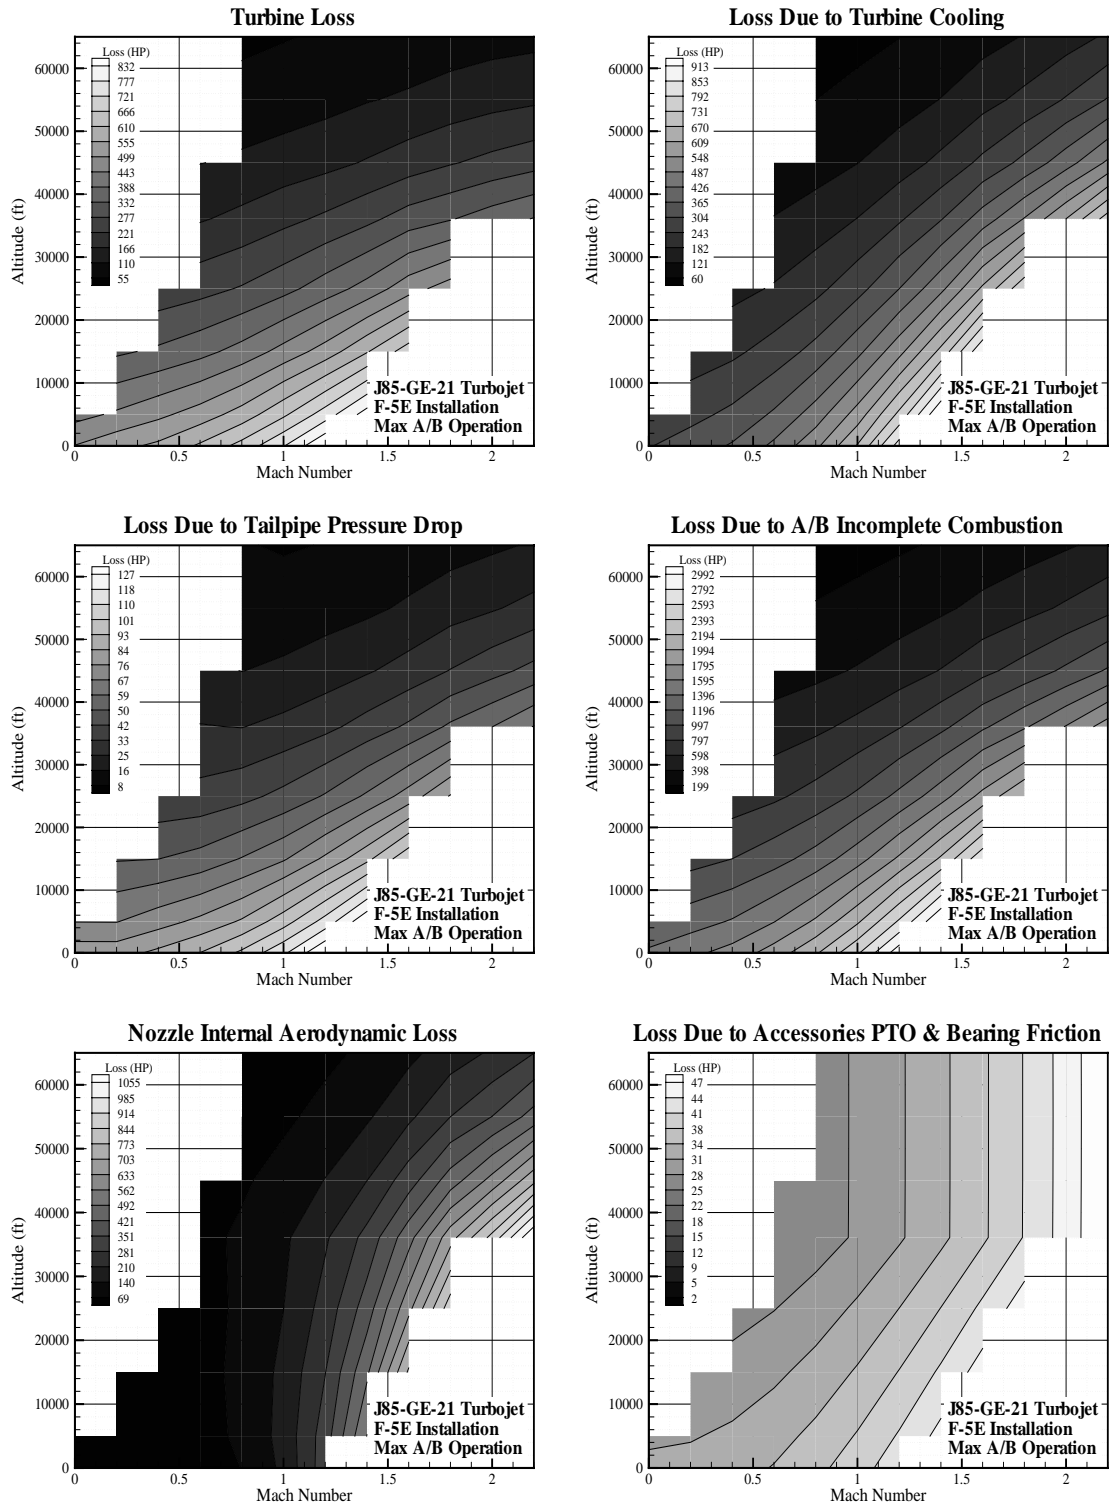 Turbine Loss
Loss (HP)
832
777
721
666
610
555
499
443
388
332
277
221
166
110
55
60000
50000
40000
30000
20000
10000
0
Altitude (ft)
J85-GE-21 Turbojet
F-5E Installation
Max A/B Operation
0 0.5 1 1.5 2
Mach Number
Loss Due to Turbine Cooling
Loss (HP)
913
853
792
731
670
609
548
487
426
365
304
243
182
121
60
60000
50000
40000
30000
20000
10000
0
Altitude (ft)
J85-GE-21 Turbojet
F-5E Installation
Max A/B Operation
0 0.5 1 1.5 2
Mach Number
Loss Due to Tailpipe Pressure Drop
Loss (HP)
127
118
110
101
93
84
76
67
59
50
42
33
25
16
8
60000
50000
40000
30000
20000
10000
0
Altitude (ft)
J85-GE-21 Turbojet
F-5E Installation
Max A/B Operation
0 0.5 1 1.5 2
Mach Number
Loss Due to A/B Incomplete Combustion
Loss (HP)
2992
2792
2593
2393
2194
1994
1795
1595
1396
1196
997
797
598
398
199
60000
50000
40000
30000
20000
10000
0
Altitude (ft)
J85-GE-21 Turbojet
F-5E Installation
Max A/B Operation
0 0.5 1 1.5 2
Mach Number
Nozzle Internal Aerodynamic Loss
Loss (HP)
1055
985
914
844
773
703
633
562
492
421
351
281
210
140
69
60000
50000
40000
30000
20000
10000
0
Altitude (ft)
J85-GE-21 Turbojet
F-5E Installation
Max A/B Operation
0 0.5 1 1.5 2
Mach Number
Loss Due to Accessories PTO & Bearing Friction
Loss (HP)
47
44
41
38
34
31
28
25
22
18
15
12
9
5
2
60000
50000
40000
30000
20000
10000
0
Altitude (ft)
J85-GE-21 Turbojet
F-5E Installation
Max A/B Operation
0 0.5 1 1.5 2
Mach Number